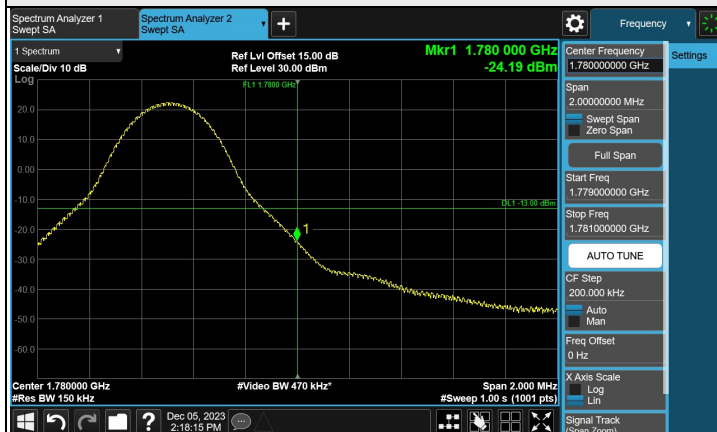 Spectrum Analyzer 1
Swept SA
Spectrum Analyzer 2
Swept SA
Frequency
1 Spectrum
Scale/Div 10 dB
Log
Ref Lvl Offset 15.00 dB
Ref Level 30.00 dBm
Mkr1 1.780 000 GHz
-24.19 dBm
FL1 1.7800 GHz
20.0
10.0
0.00
-10.0
-20.0
-30.0
-40.0
-50.0
-60.0
DL1 -13.00 dBm
1
Center 1.780000 GHz
#Res BW 150 kHz
#Video BW 470 kHz*
Span 2.000 MHz
#Sweep 1.00 s (1001 pts)
Dec 05, 2023
2:18:15 PM
?
Center Frequency
1.780000000 GHz
Span
2.00000000 MHz
Swept Span
Zero Span
Full Span
Start Freq
1.779000000 GHz
Stop Freq
1.781000000 GHz
AUTO TUNE
CF Step
200.000 kHz
Auto
Man
Freq Offset
0 Hz
X Axis Scale
Log
Lin
Signal Track
(Span Zoom)
Settings